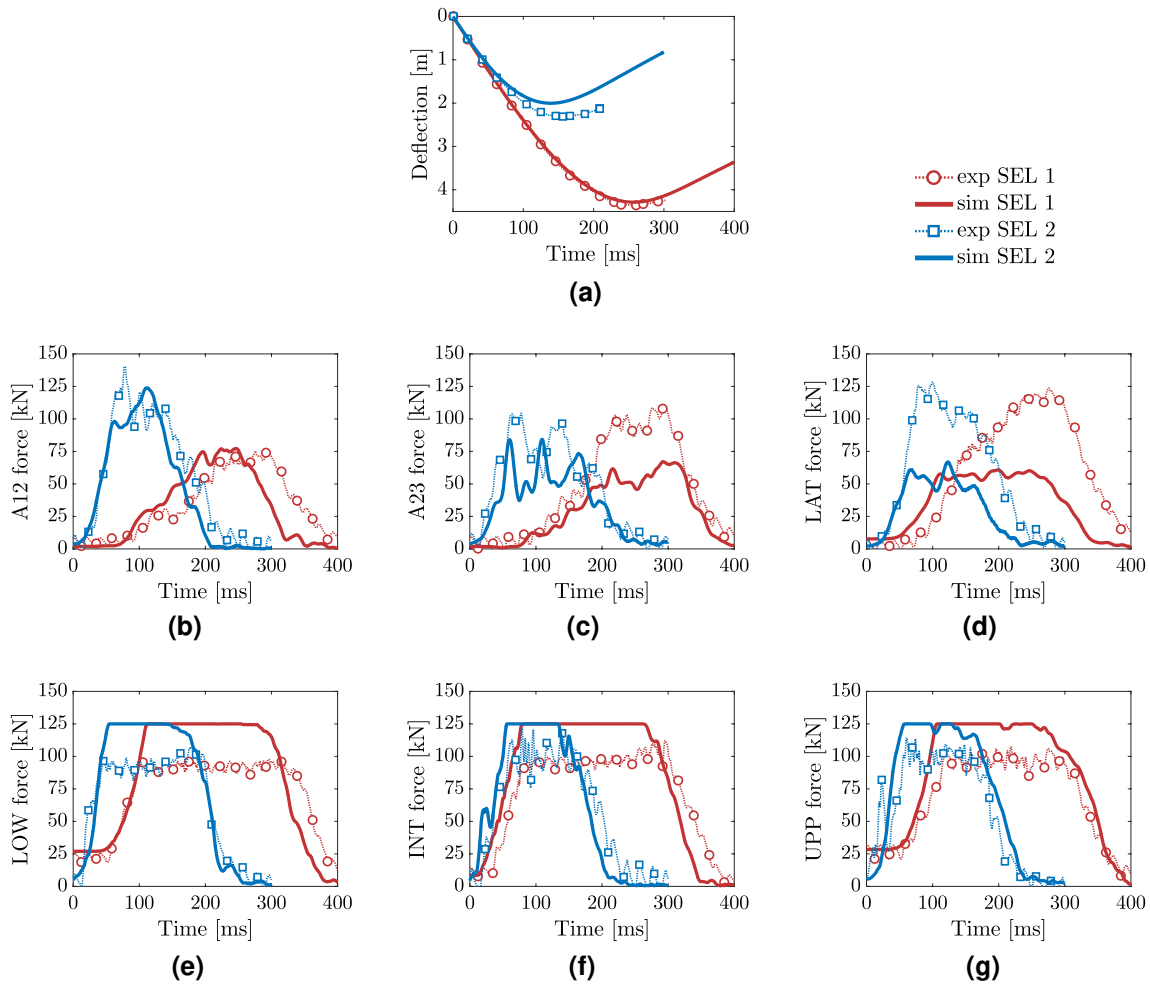 0
1
2
3
4
Deflection [m]
0 100 200 300 400
Time [ms]
(a)
exp SEL 1
sim SEL 1
exp SEL 2
sim SEL 2
150
125
100
75
50
25
0
A12 force [kN]
0 100 200 300 400
Time [ms]
(b)
150
125
100
75
50
25
0
A23 force [kN]
0 100 200 300 400
Time [ms]
(c)
150
125
100
75
50
25
0
LAT force [kN]
0 100 200 300 400
Time [ms]
(d)
150
125
100
75
50
25
0
LOW force [kN]
0 100 200 300 400
Time [ms]
(e)
150
125
100
75
50
25
0
INT force [kN]
0 100 200 300 400
Time [ms]
(f)
150
125
100
75
50
25
0
UPP force [kN]
0 100 200 300 400
Time [ms]
(g)